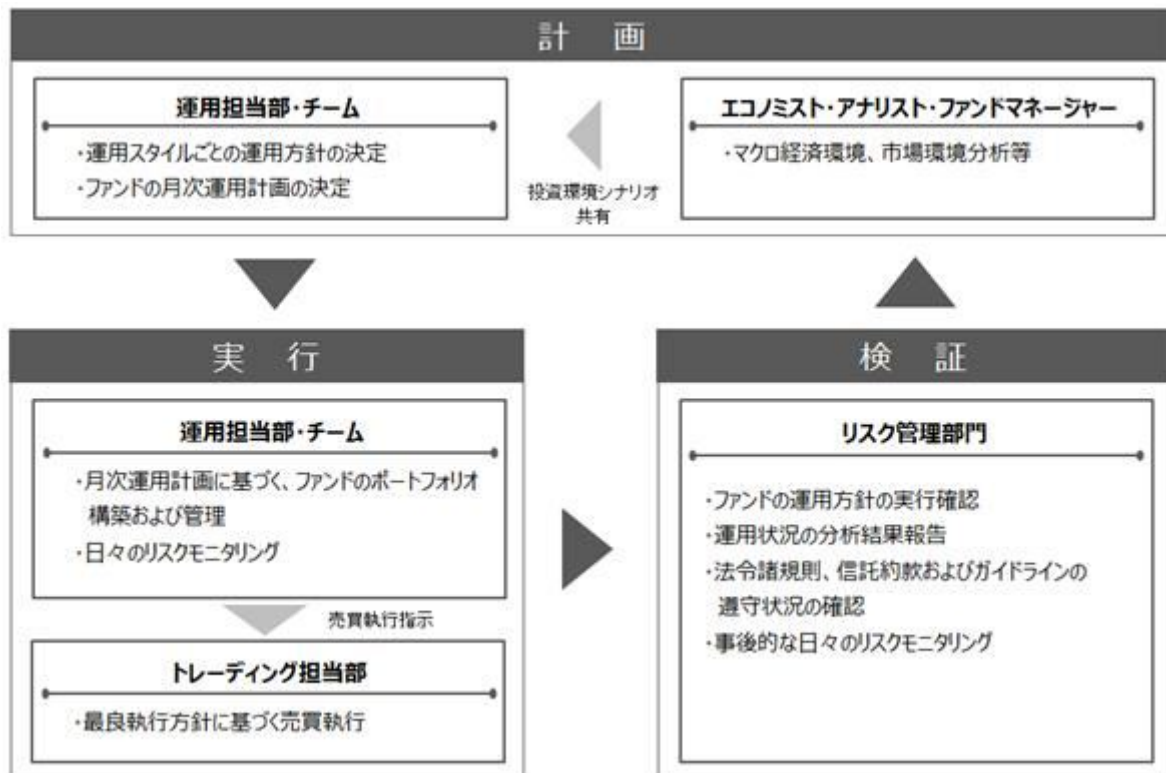 計 画
運用担当部・チーム
・運用スタイルごとの運用方針の決定
・ファンドの月次運用計画の決定
投資環境シナリオ
共有
エコノミスト・アナリスト・ファンドマネージャー
・マクロ経済環境、市場環境分析等
実 行
運用担当部・チーム
・月次運用計画に基づく、ファンドのポートフォリオ
構築および管理
・日々のリスクモニタリング
売買執行指示
トレーディング担当部
・最良執行方針に基づく売買執行
検 証
リスク管理部門
・ファンドの運用方針の実行確認
・運用状況の分析結果報告
・法令諸規則、信託約款およびガイドラインの
遵守状況の確認
・事後的な日々のリスクモニタリング